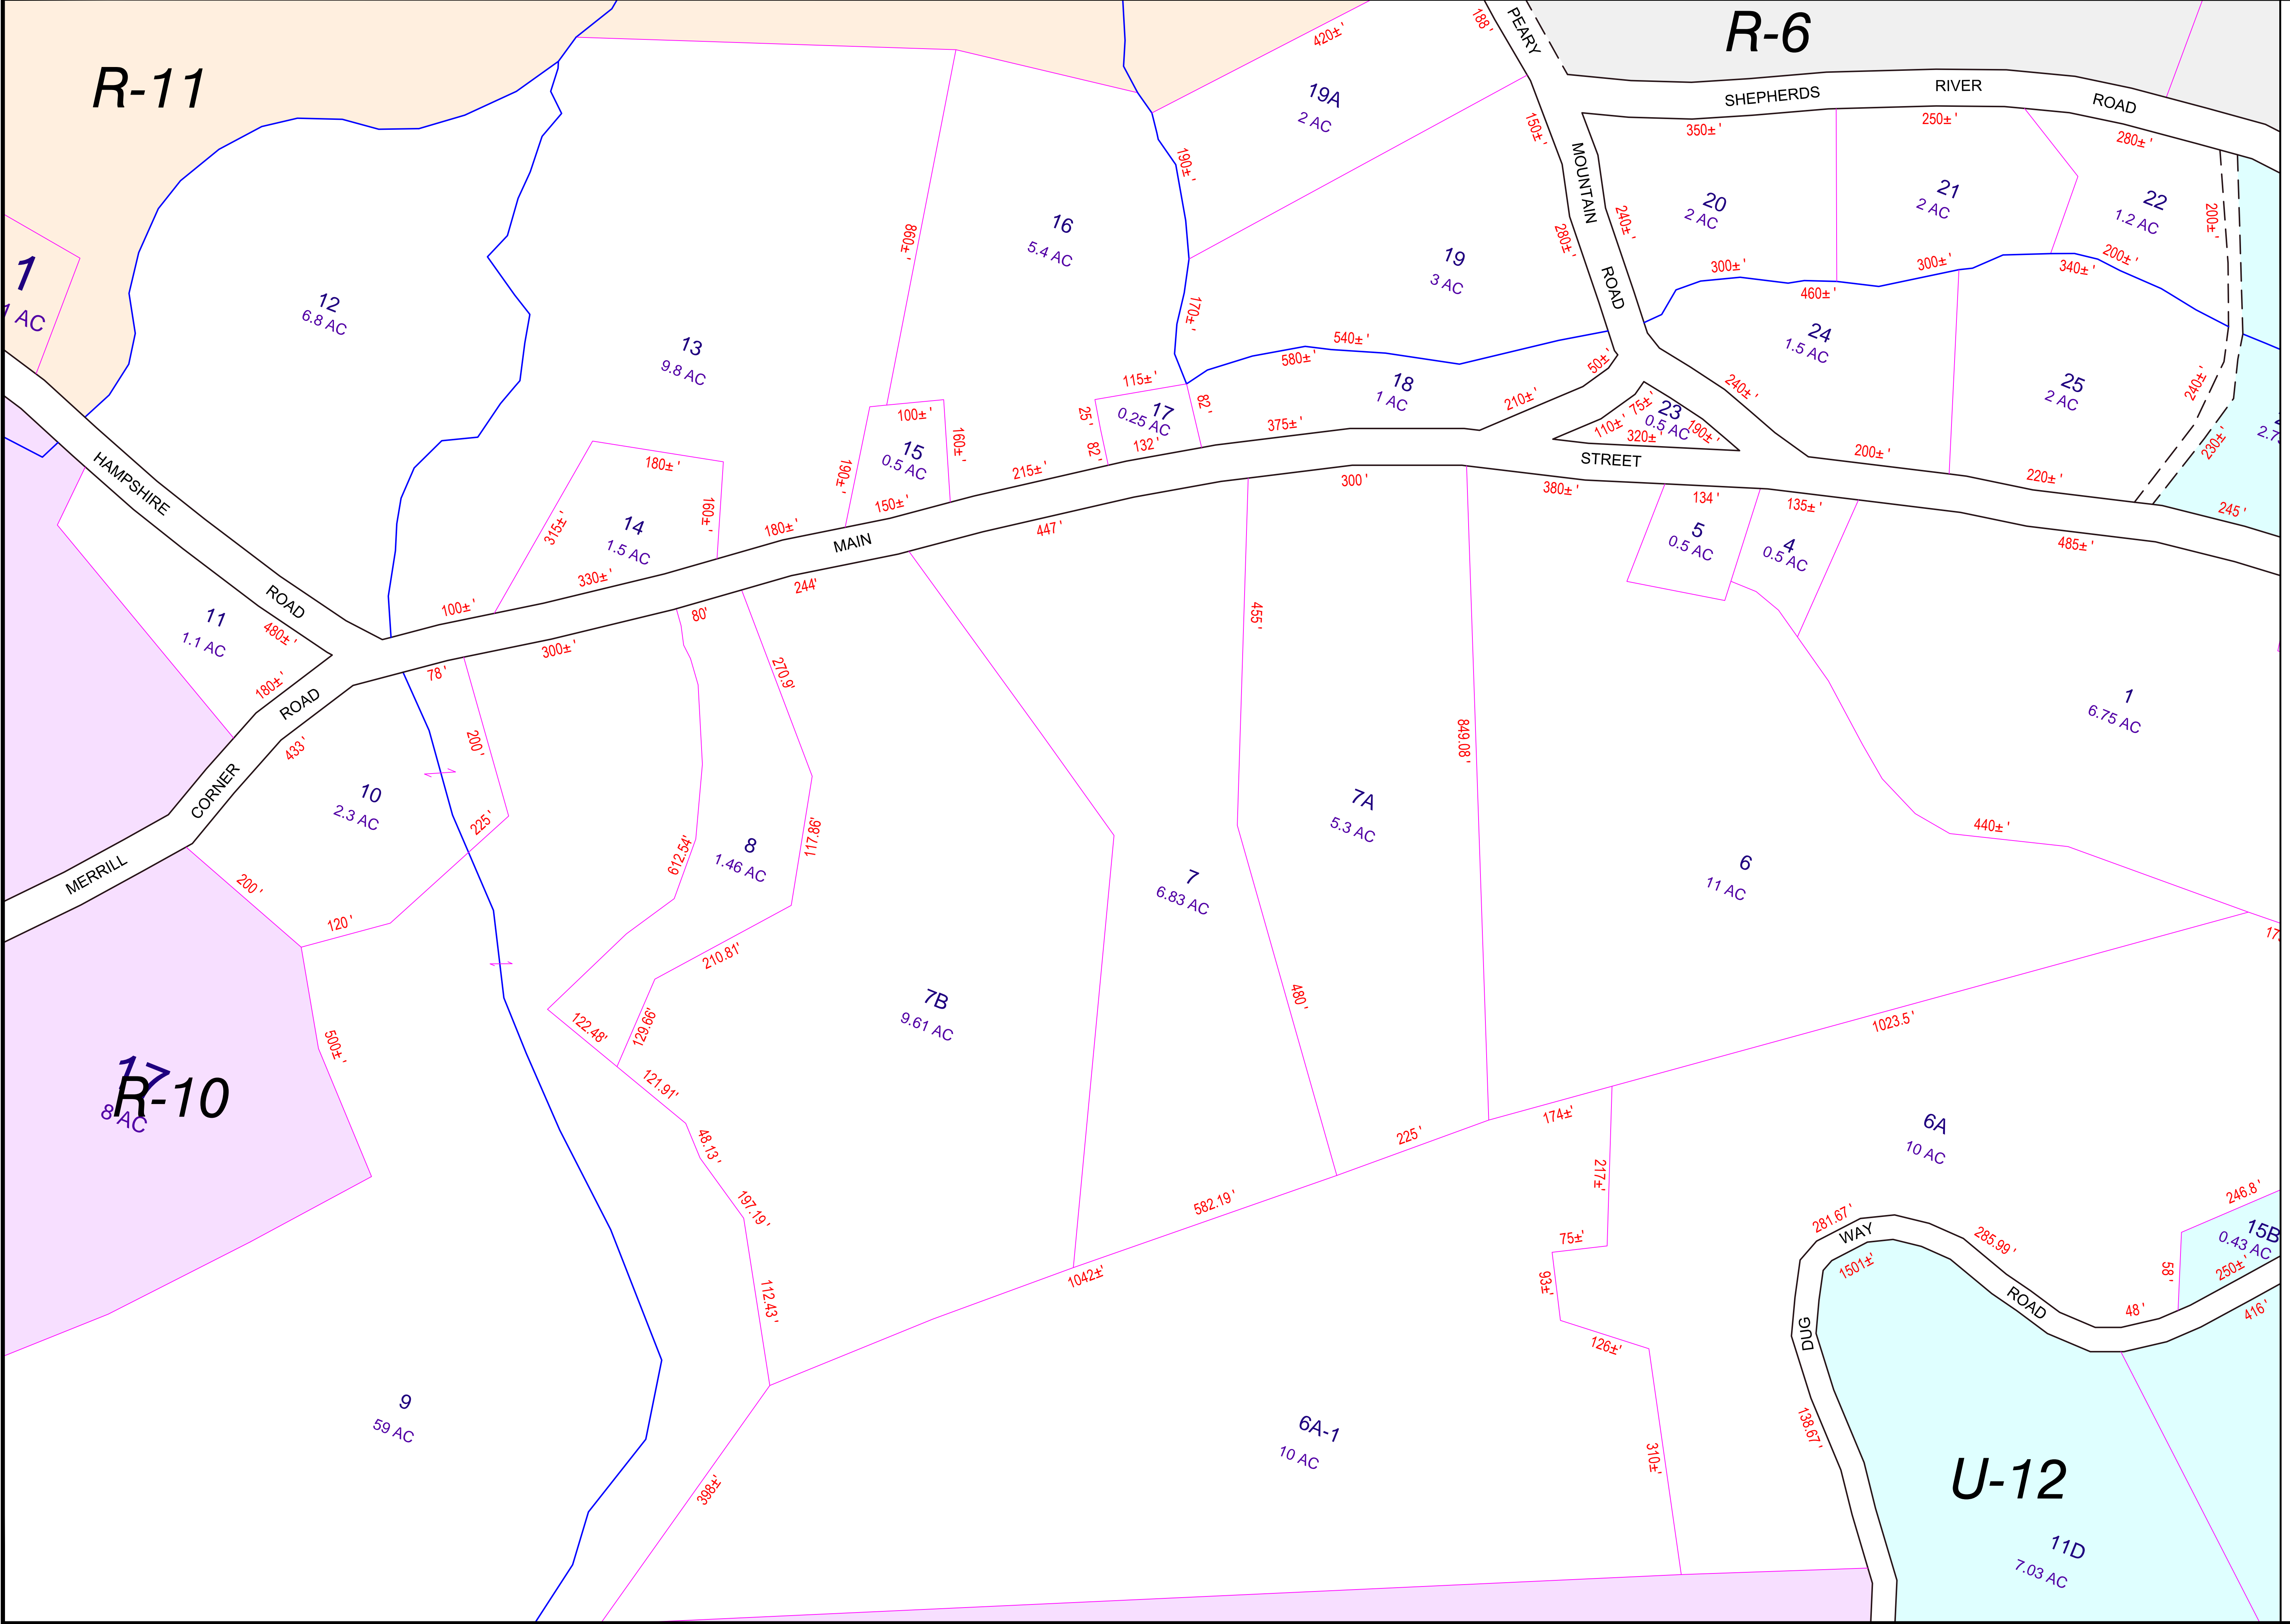 R-11
R-6
PEARY
188 '
420± '
19A
2 AC
SHEPHERDS
RIVER
ROAD
350± '
250± '
280± '
150± '
MOUNTAIN
ROAD
190± '
860± '
16
5.4 AC
20
2 AC
21
2 AC
22
1.2 AC
200± '
240± '
280± '
19
3 AC
1
1 AC
12
6.8 AC
13
9.8 AC
170± '
300± '
460± '
300± '
340± '
200± '
540± '
580± '
50± '
24
1.5 AC
25
2 AC
240± '
230± '
240± '
115± '
25 '
17
0.25 AC
82 '
82 '
132 '
18
1 AC
375± '
210± '
75±
23
0.5 AC
110± '
320± '
190± '
100± '
15
0.5 AC
160± '
190± '
150± '
215± '
180± '
14
1.5 AC
160± '
315± '
330± '
180± '
100± '
HAMPSHIRE
ROAD
MAIN
STREET
200± '
220± '
245 '
447 '
300 '
380± '
134 '
135± '
485± '
5
0.5 AC
4
0.5 AC
11
1.1 AC
480± '
180± '
ROAD
CORNER
MERRILL
433 '
78 '
300± '
80'
244'
200 '
225'
10
2.3 AC
200 '
120 '
270.9'
117.86'
612.54'
8
1.46 AC
210.81'
129.66'
122.48'
121.91'
48.13 '
197.19 '
112.43 '
455 '
849.08 '
480 '
7A
5.3 AC
7
6.83 AC
7B
9.61 AC
6
11 AC
1
6.75 AC
440± '
1023.5 '
17
R-10
8 AC
500± '
225 '
174±'
217±'
582.19 '
1042±'
75±'
93±'
126±'
310±'
6A
10 AC
281.67'
WAY
1501±'
285.99'
ROAD
DUG
138.67'
246.8 '
15B
0.43 AC
58 '
250± '
48 '
416 '
9
59 AC
398±'
6A-1
10 AC
U-12
11D
7.03 AC